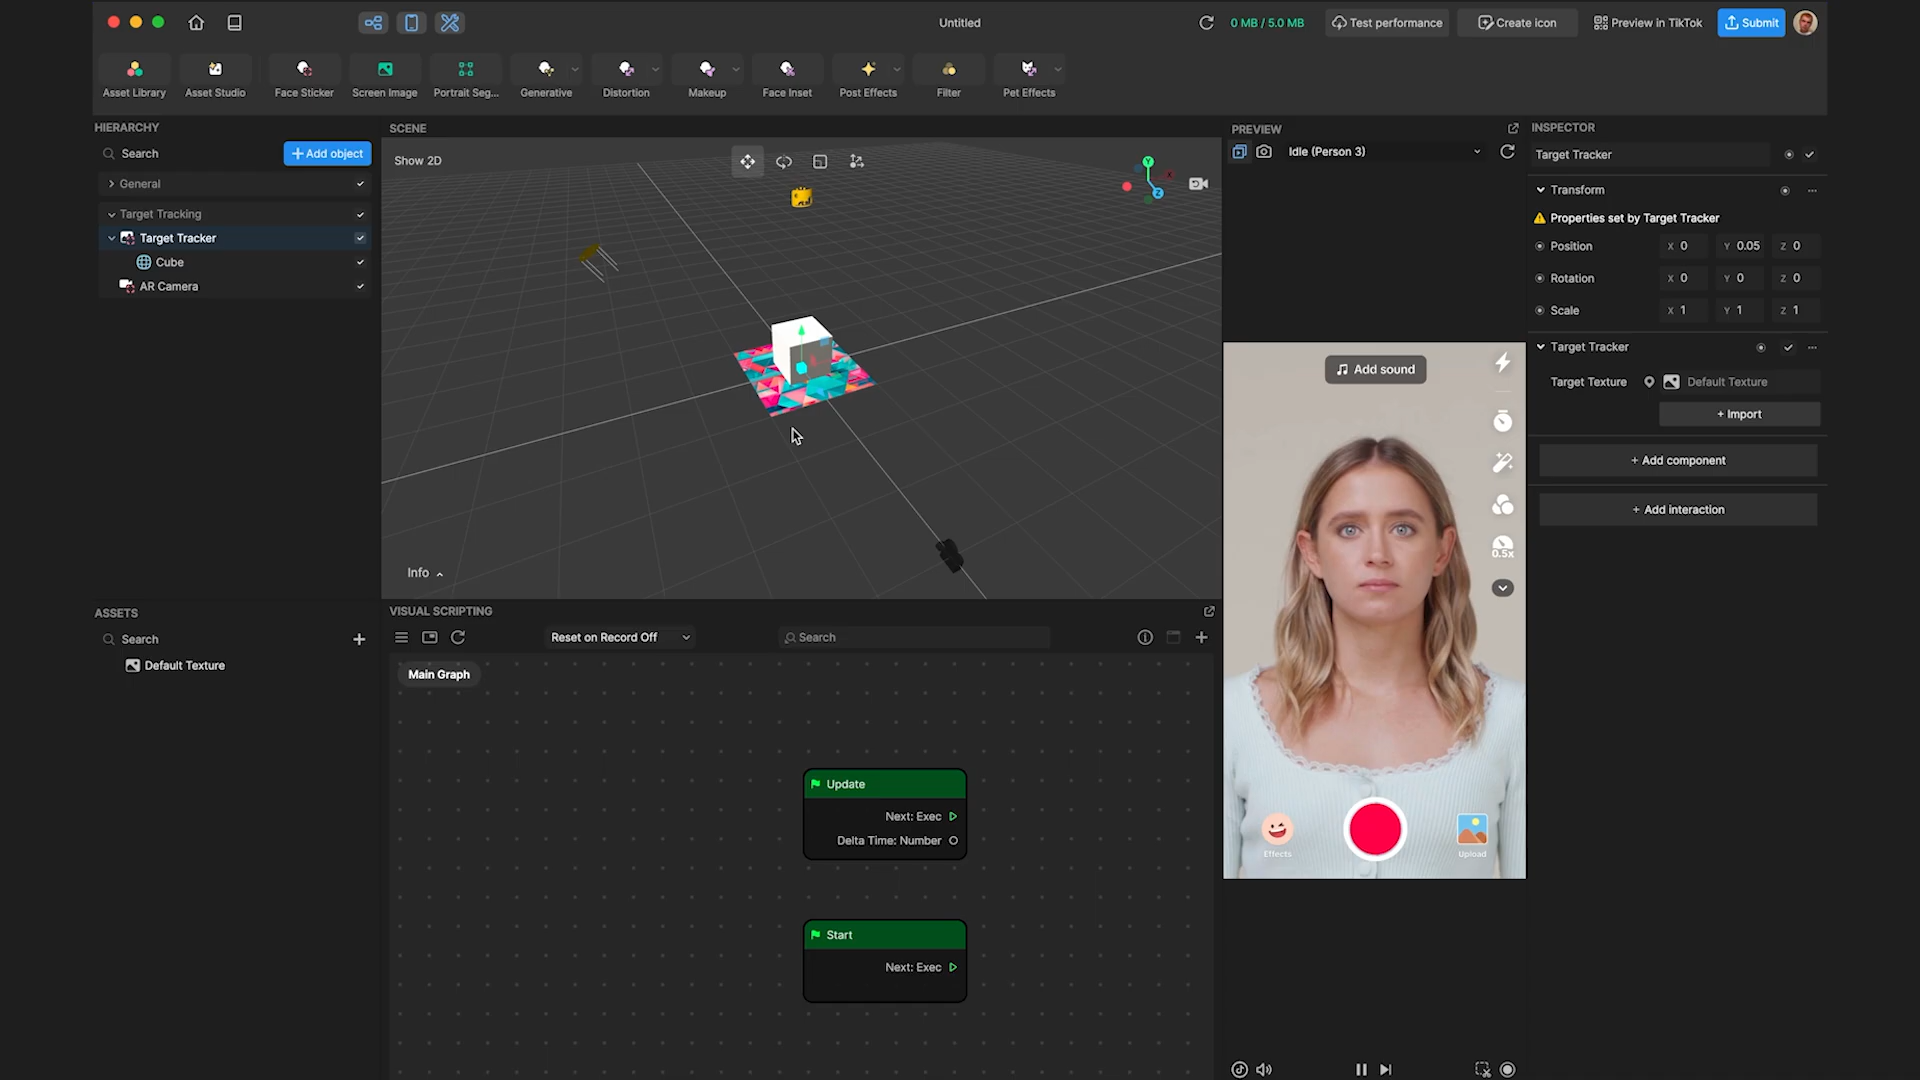 Untitled
0 MB / 5.0 MB
Test performance
Create icon
Preview in TikTok
Submit
Asset Library
Asset Studio
Face Sticker
Screen Image
Portrait Seg...
Generative
Distortion
Makeup
Face Inset
Post Effects
Filter
Pet Effects
HIERARCHY
Search
Add object
General
Target Tracking
Target Tracker
Cube
AR Camera
SCENE
Show 2D
Y
X
Z
Info
PREVIEW
Idle (Person 3)
Add sound
0.5x
Effects
Upload
INSPECTOR
Target Tracker
Transform
Properties set by Target Tracker
Position X 0 Y 0.05 Z 0
Rotation X 0 Y 0 Z 0
Scale X 1 Y 1 Z 1
Target Tracker
Target Texture Default Texture
+ Import
+ Add component
+ Add interaction
ASSETS
Search
Default Texture
VISUAL SCRIPTING
Reset on Record Off
Search
Main Graph
Update
Next: Exec
Delta Time: Number
Start
Next: Exec